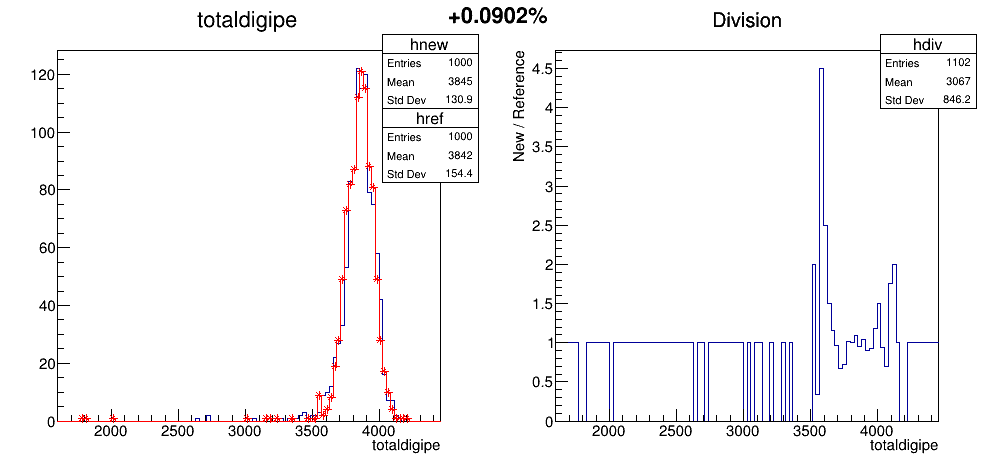 totaldigipe
+0.0902%
Division
hnew
Entries 1000
Mean 3845
Std Dev 130.9
href
Entries 1000
Mean 3842
Std Dev 154.4
120
100
80
60
40
20
0
2000 2500 3000 3500 4000
totaldigipe
hdiv
Entries 1102
Mean 3067
Std Dev 846.2
New / Reference
4.5
4
3.5
3
2.5
2
1.5
1
0.5
0
2000 2500 3000 3500 4000
totaldigipe